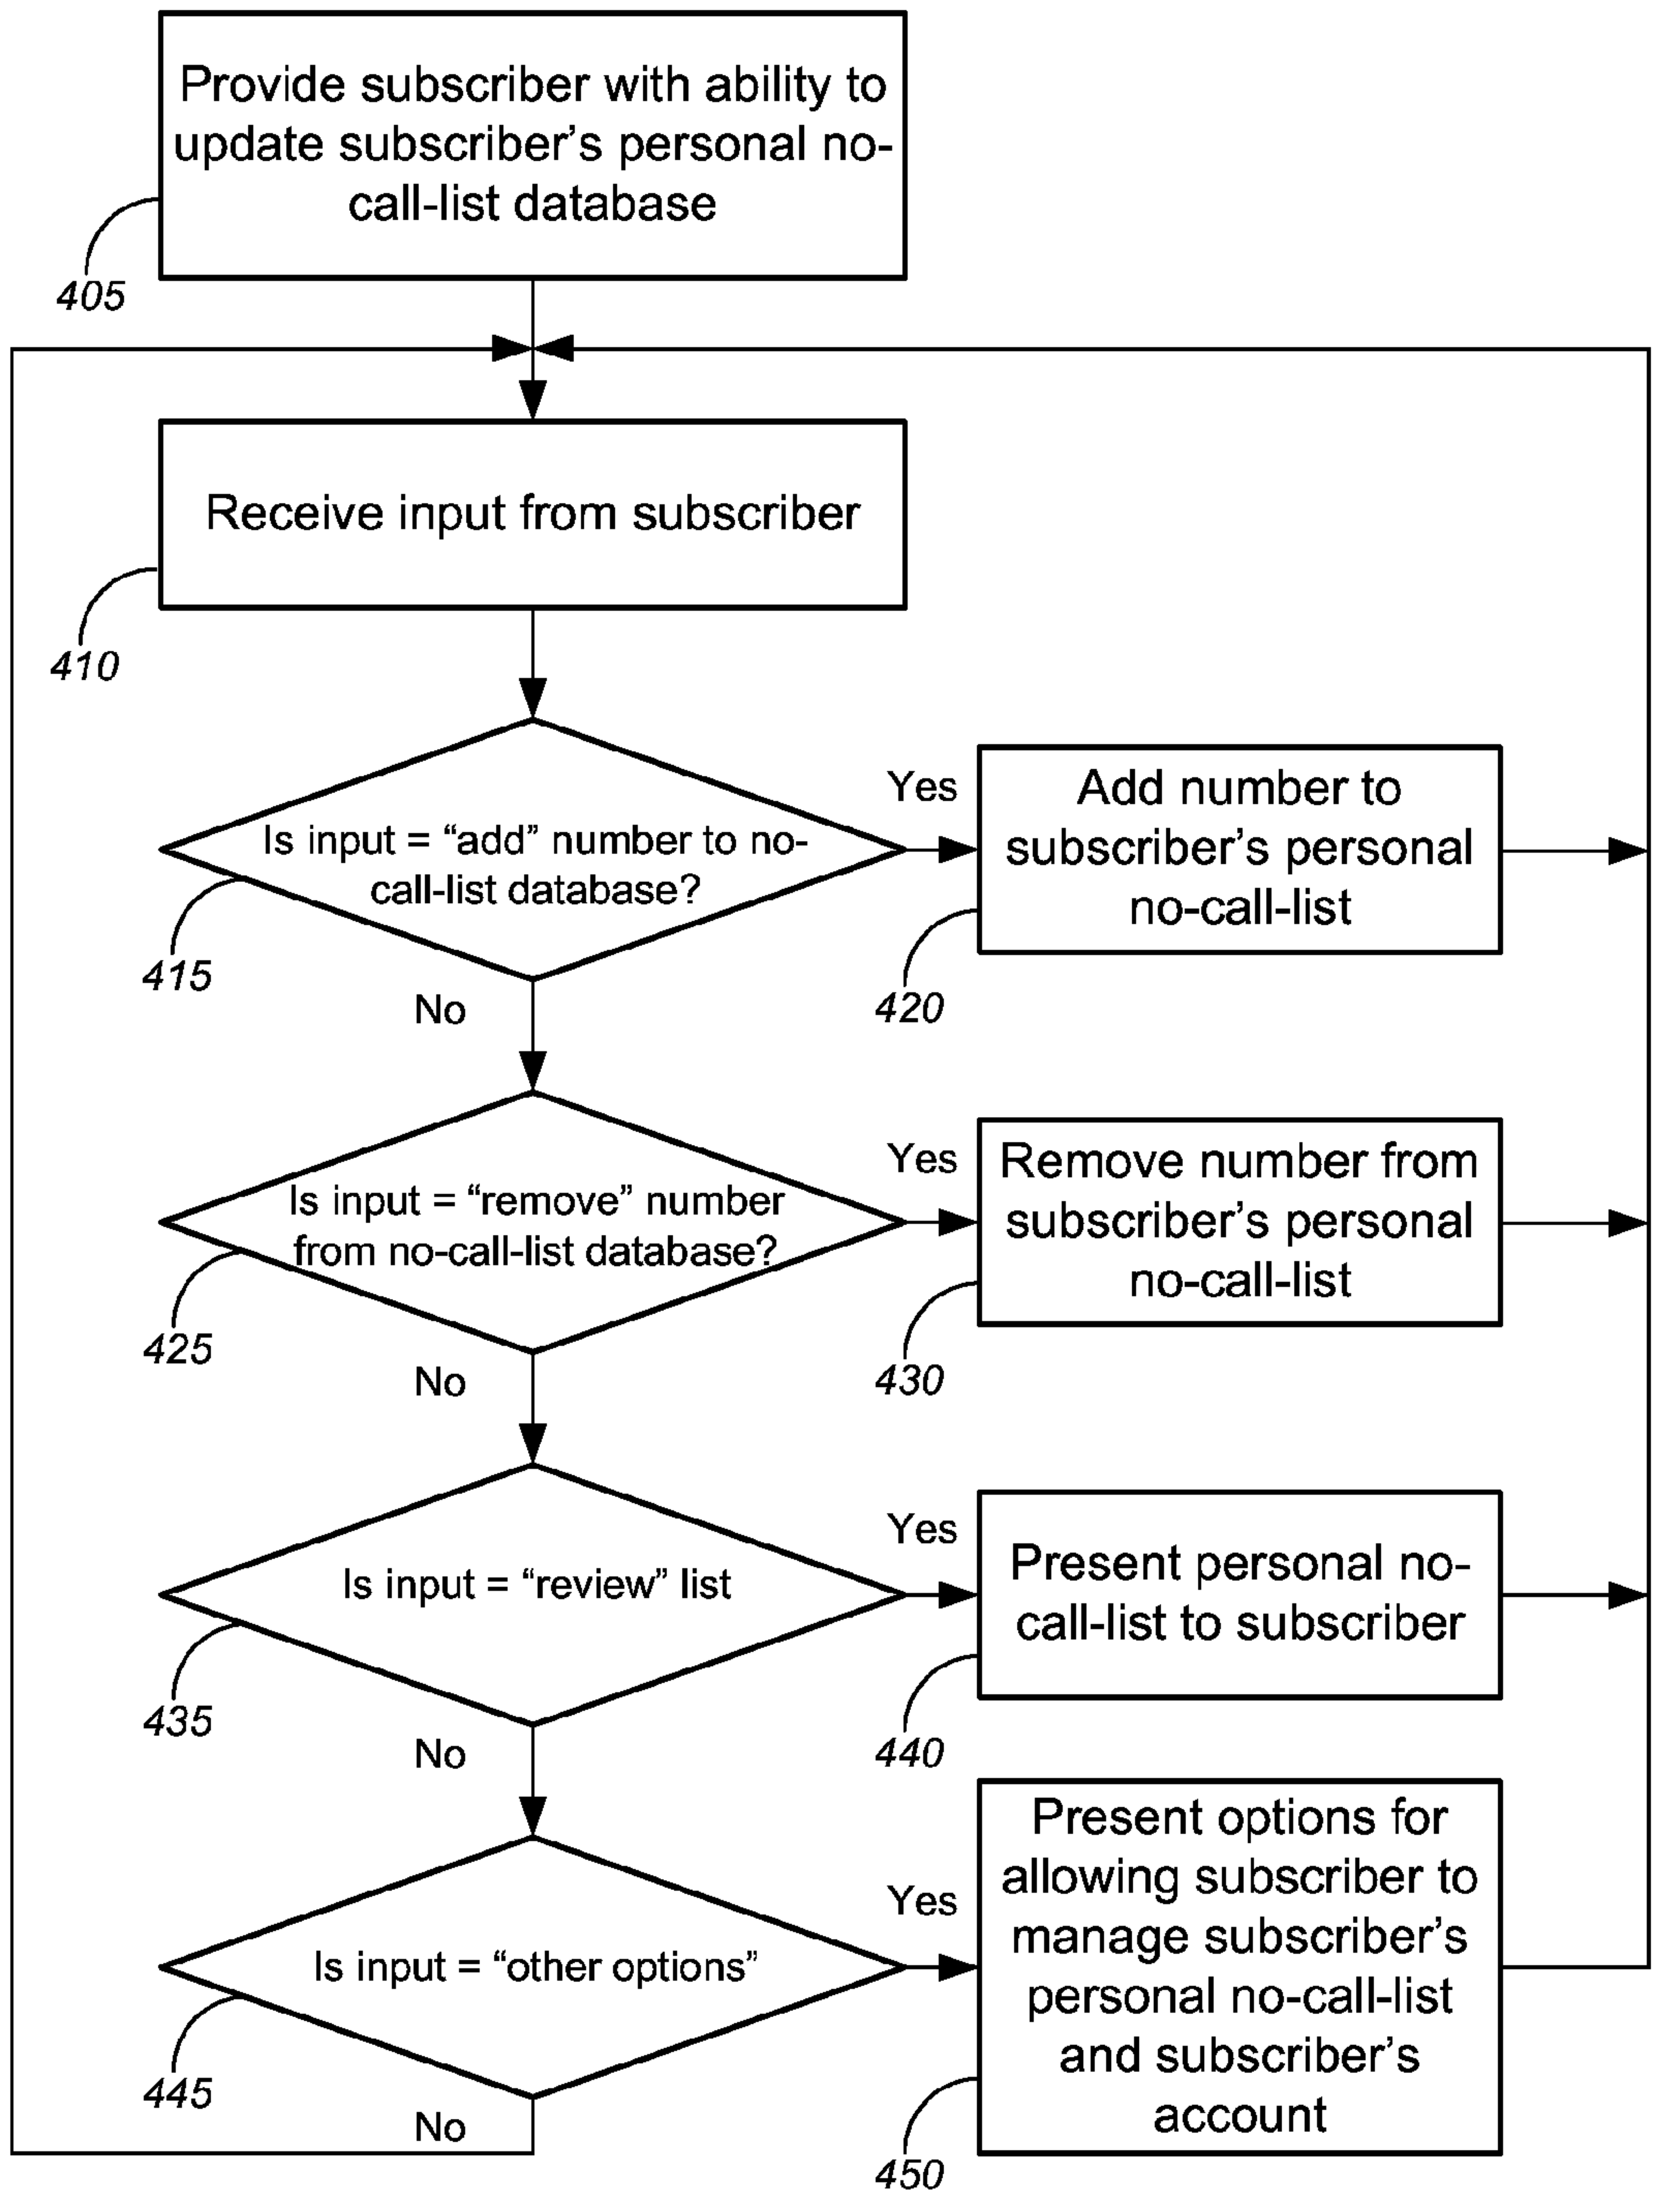 Provide subscriber with ability to
update subscriber’s personal no-
call-list database
405
Receive input from subscriber
410
Is input = “add” number to no-
call-list database?
415
Yes
Add number to
subscriber’s personal
no-call-list
420
No
Is input = “remove” number
from no-call-list database?
425
Yes
Remove number from
subscriber’s personal
no-call-list
430
No
Is input = “review” list
435
Yes
Present personal no-
call-list to subscriber
440
No
Is input = “other options”
445
Yes
Present options for
allowing subscriber to
manage subscriber’s
personal no-call-list
and subscriber’s
account
450
No